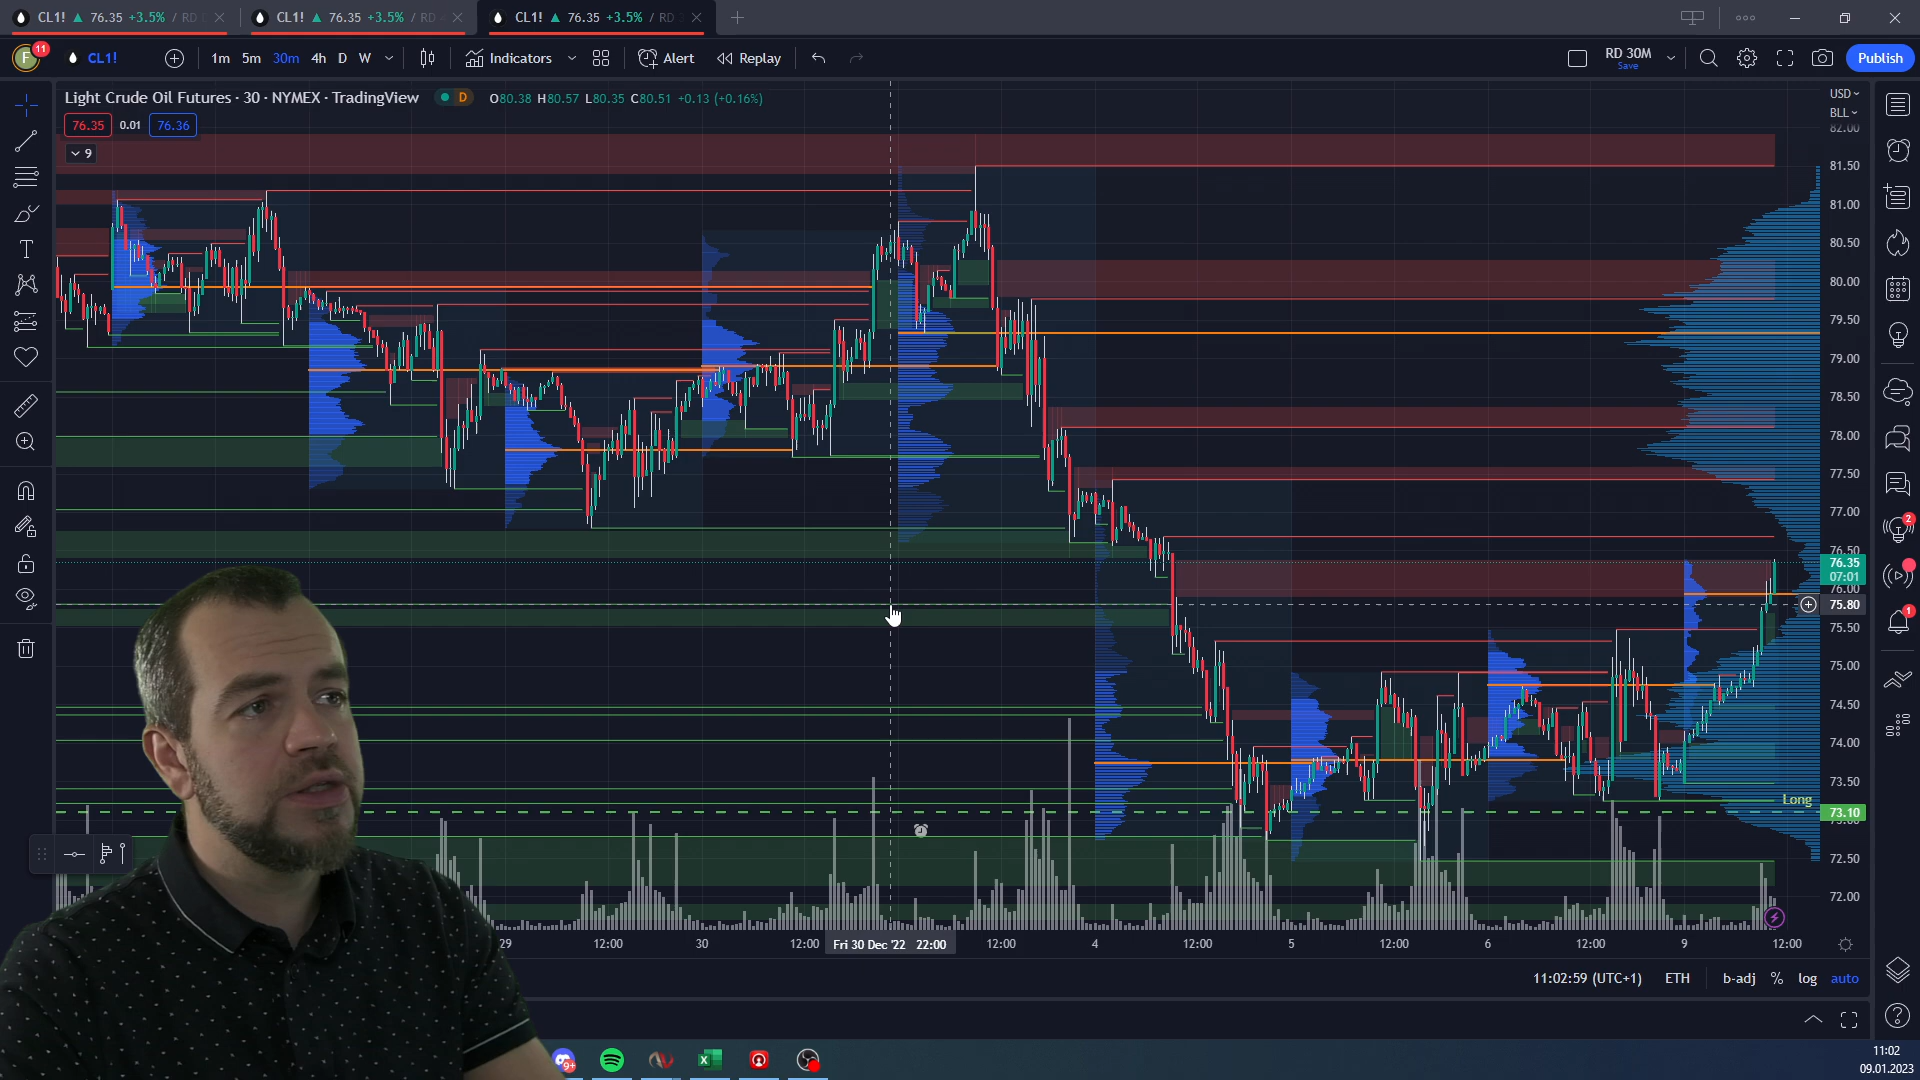 CL1! ▲ 76.35 +3.5% / RD
CL1! ▲ 76.35 +3.5% / RD
CL1! ▲ 76.35 +3.5% / RD
F 11
CL1!
1m 5m 30m 4h D W
Indicators
Alert
Replay
RD 30M
Save
Publish
Light Crude Oil Futures · 30 · NYMEX · TradingView
D
O80.38 H80.57 L80.35 C80.51 +0.13 (+0.16%)
76.35 0.01 76.36
9
USD
BLL
82.00
81.50
81.00
80.50
80.00
79.50
79.00
78.50
78.00
77.50
77.00
76.50
76.35
07:01
76.00
75.80
75.50
75.00
74.50
74.00
73.50
Long
73.10
73.00
72.50
72.00
2
1
29 12:00 30 12:00 Fri 30 Dec '22 22:00 12:00 4 12:00 5 12:00 6 12:00 9 12:00
11:02:59 (UTC+1) ETH b-adj % log auto
9+
11:02
09.01.2023